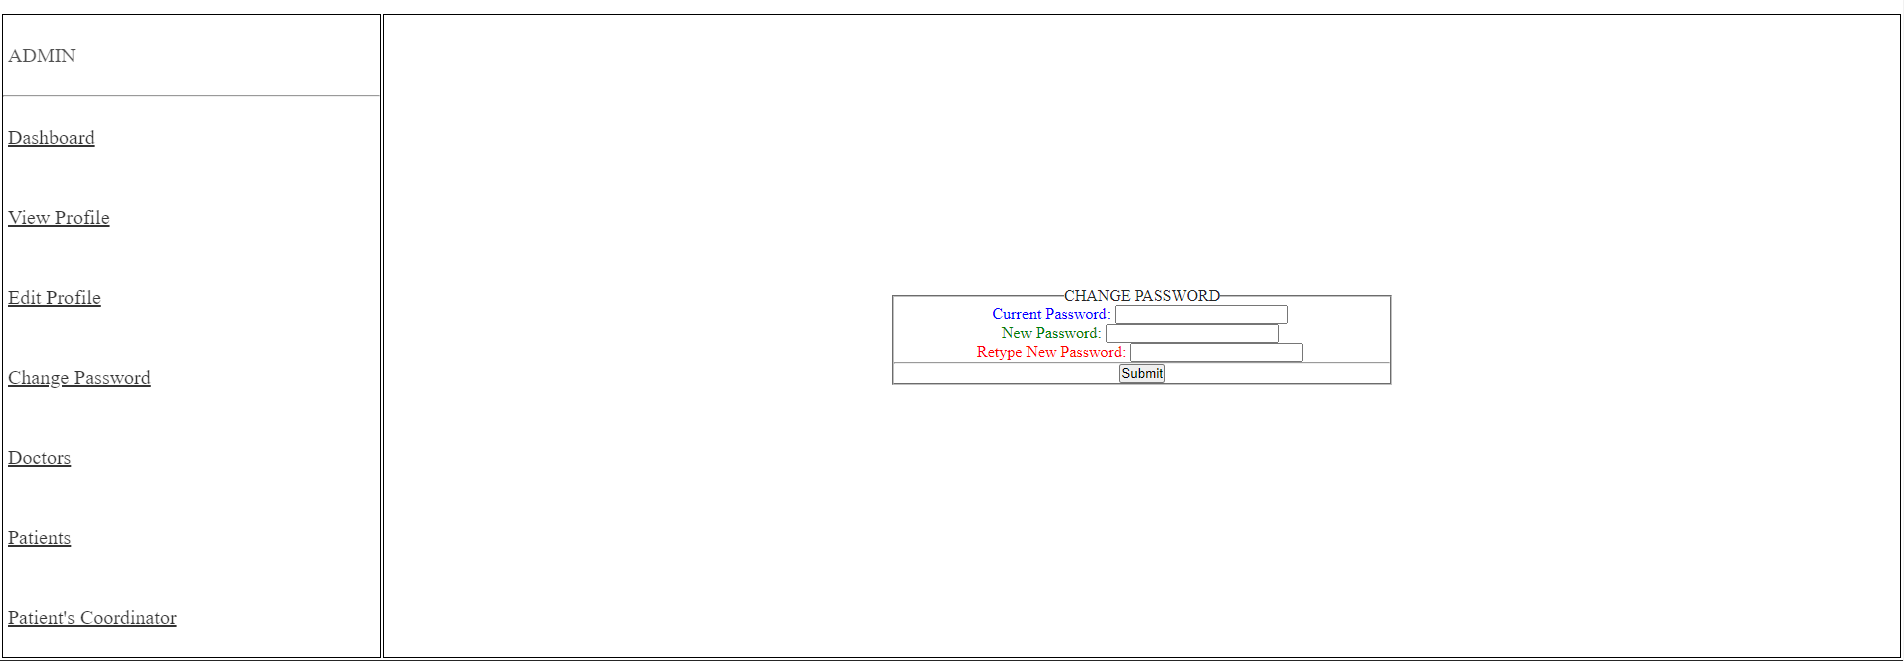 ADMIN
Dashboard
View Profile
Edit Profile
Change Password
Doctors
Patients
Patient's Coordinator
CHANGE PASSWORD
Current Password:
New Password:
Retype New Password:
Submit